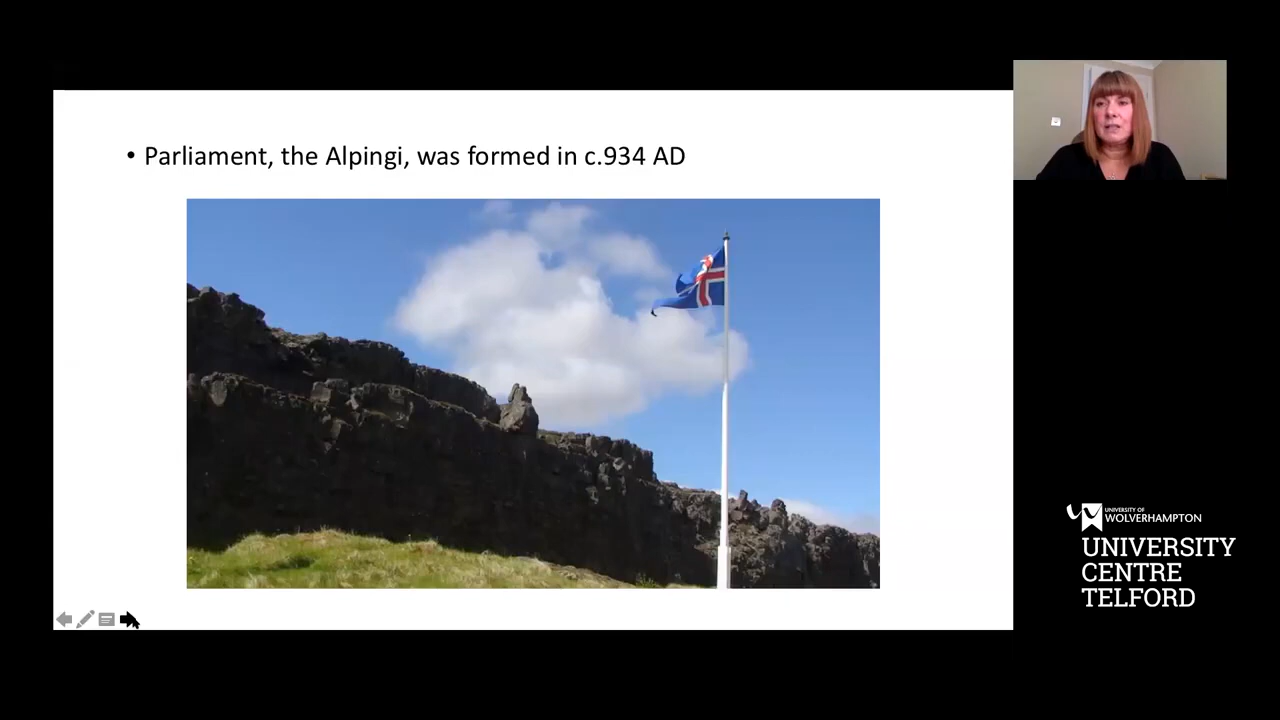 • Parliament, the Alpingi, was formed in c.934 AD
UNIVERSITY OF
WOLVERHAMPTON
UNIVERSITY
CENTRE
TELFORD